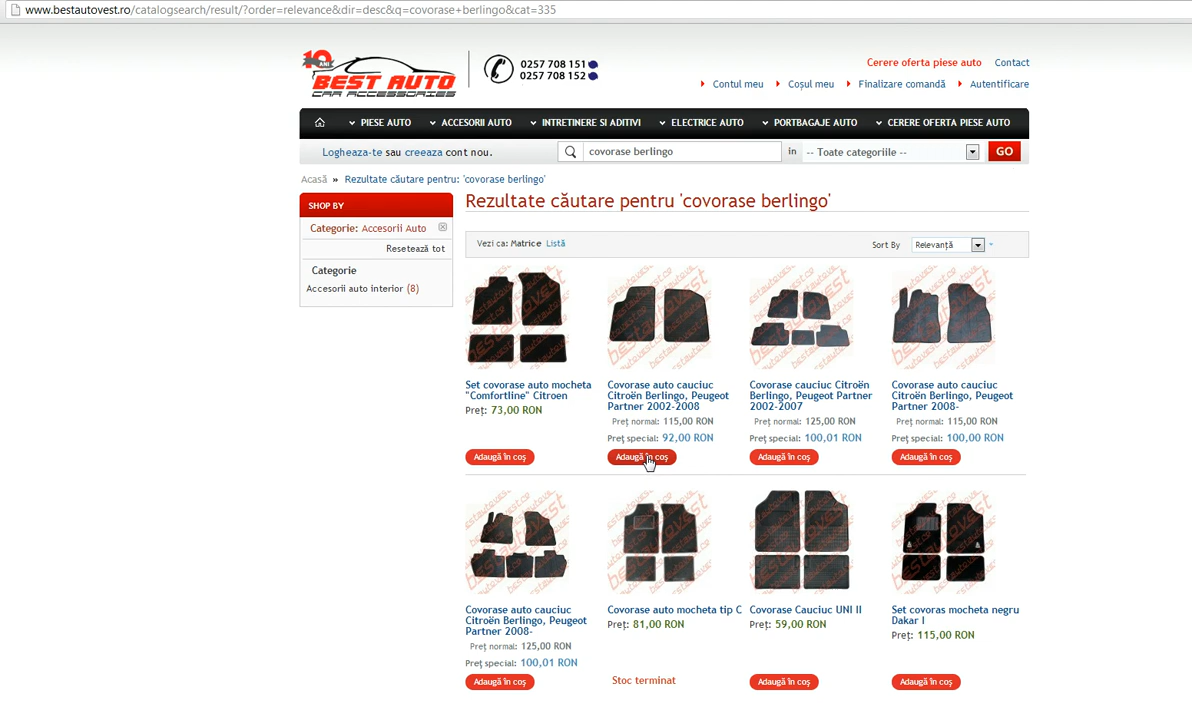 www.bestautovest.ro/catalogsearch/result/?order=relevance&dir=desc&q=covorase+berlingo&cat=335
10 ANI
BEST AUTO
CAR ACCESSORIES
0257 708 151
0257 708 152
Cerere oferta piese auto
Contact
Contul meu
Coșul meu
Finalizare comandă
Autentificare
PIESE AUTO
ACCESORII AUTO
INTRETINERE SI ADITIVI
ELECTRICE AUTO
PORTBAGAJE AUTO
CERERE OFERTA PIESE AUTO
Logheaza-te sau creeaza cont nou.
covorase berlingo
in
-- Toate categoriile --
GO
Acasă » Rezultate căutare pentru: 'covorase berlingo'
SHOP BY
Categorie: Accesorii Auto
Resetează tot
Categorie
Accesorii auto interior (8)
Rezultate căutare pentru 'covorase berlingo'
Vezi ca: Matrice Listă
Sort By
Relevanță
Set covorase auto mocheta
"Comfortline" Citroen
Preț: 73,00 RON
Adaugă în coș
Covorase auto cauciuc
Citroën Berlingo, Peugeot
Partner 2002-2008
Preț normal: 115,00 RON
Preț special: 92,00 RON
Adaugă în coș
Covorase cauciuc Citroën
Berlingo, Peugeot Partner
2002-2007
Preț normal: 125,00 RON
Preț special: 100,01 RON
Adaugă în coș
Covorase auto cauciuc
Citroën Berlingo, Peugeot
Partner 2008-
Preț normal: 115,00 RON
Preț special: 100,00 RON
Adaugă în coș
Covorase auto cauciuc
Citroën Berlingo, Peugeot
Partner 2008-
Preț normal: 125,00 RON
Preț special: 100,01 RON
Adaugă în coș
Covorase auto mocheta tip C
Preț: 81,00 RON
Stoc terminat
Covorase Cauciuc UNI II
Preț: 59,00 RON
Adaugă în coș
Set covoras mocheta negru
Dakar I
Preț: 115,00 RON
Adaugă în coș